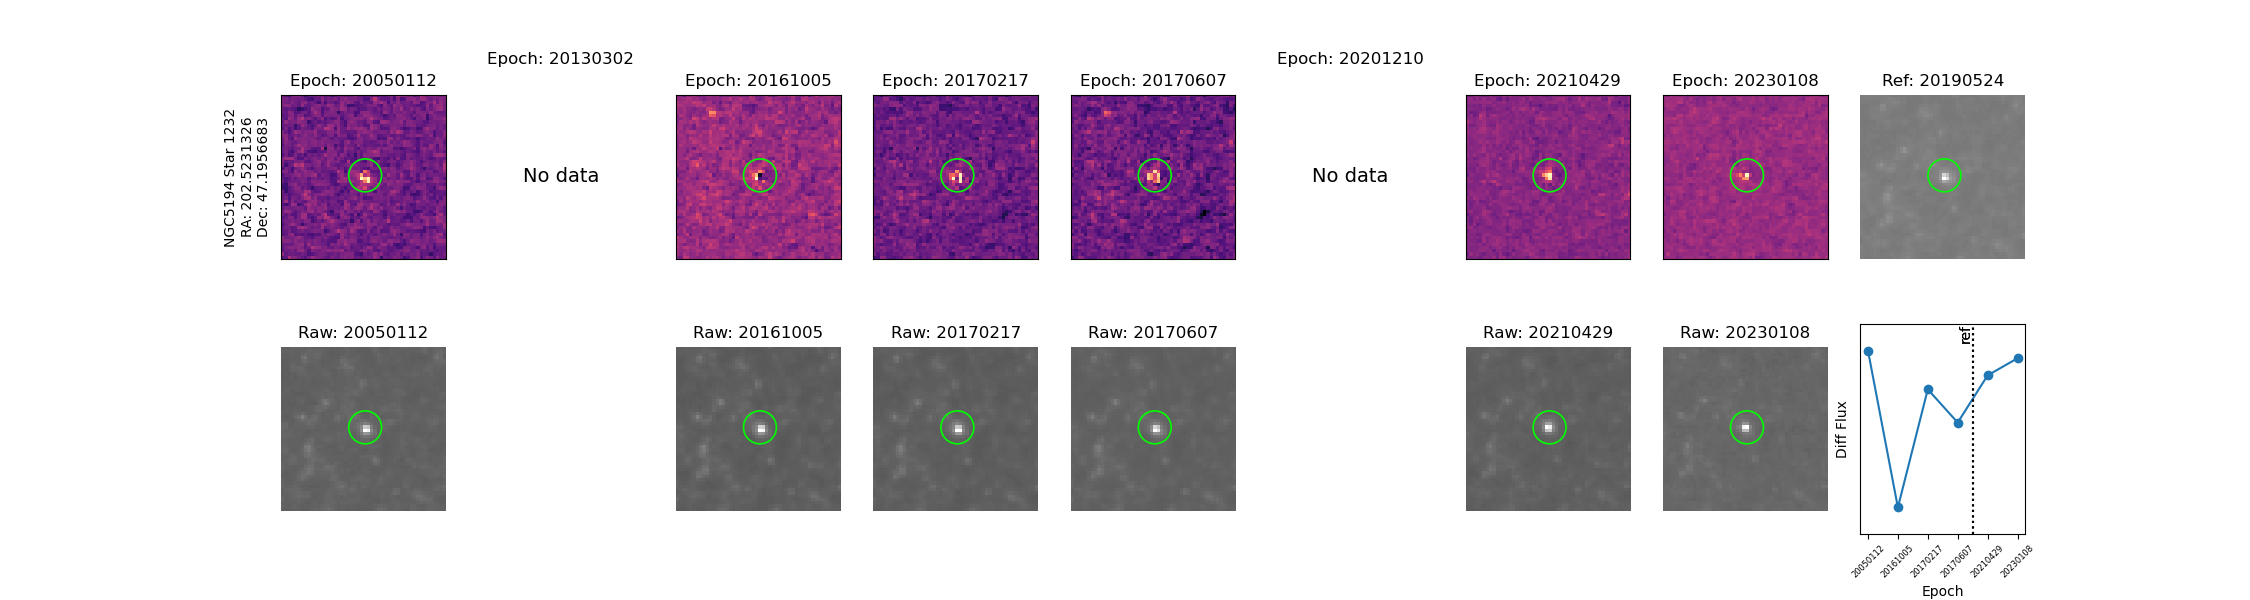 Epoch: 20130302
Epoch: 20201210
Epoch: 20050112
Epoch: 20161005
Epoch: 20170217
Epoch: 20170607
Epoch: 20210429
Epoch: 20230108
Ref: 20190524
NGC5194 Star 1232
RA: 202.5231326
Dec: 47.1956683
No data
No data
Raw: 20050112
Raw: 20161005
Raw: 20170217
Raw: 20170607
Raw: 20210429
Raw: 20230108
ref
Diff Flux
20050112
20161005
20170217
20170607
20210429
20230108
Epoch